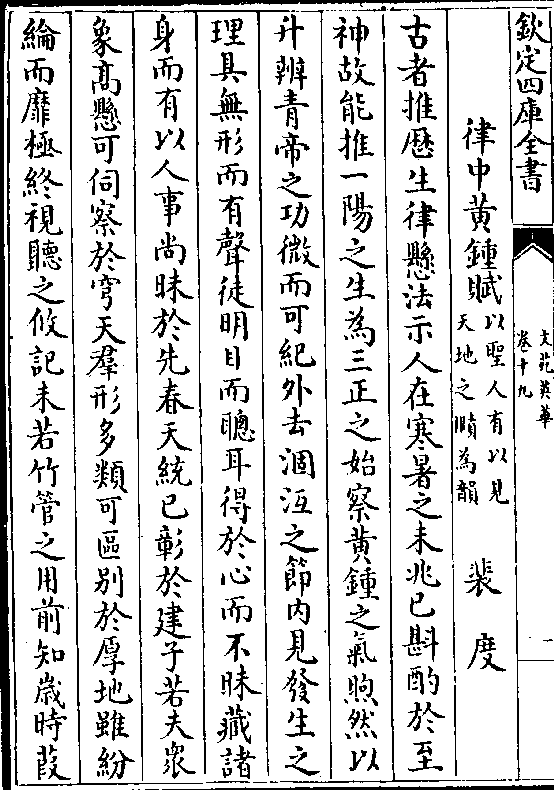 欽定四庫全書
文苑英華
卷十九
一
律中黃鍾賦以聖人有以見
天地之賾為韻
裴度
古者推厯生律懸法示人在寒暑之未兆已斟酌於至
神故能推一陽之生為三正之始察黄鍾之氣煦然以
升辨青帝之功微而可紀外去涸沍之節内見發生之
理具無形而有聲徒明目而聰耳得於心而不昧藏諸
身而有以人事尚昧於先春天統已彰於建子若夫衆
象髙懸可伺察於穹天羣形多類可區別於厚地雖紛
綸而靡極終視聽之攸記未若竹管之用前知歲時葭